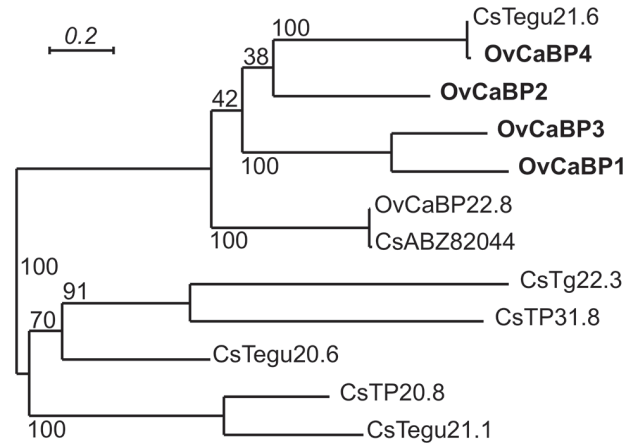 CsTegu21.6
0.2
100
OvCaBP4
38
OvCaBP2
42
OvCaBP3
100
OvCaBP1
OvCaBP22.8
100
CsABZ82044
100
CsTg22.3
91
CsTP31.8
70
CsTegu20.6
CsTP20.8
100
CsTegu21.1